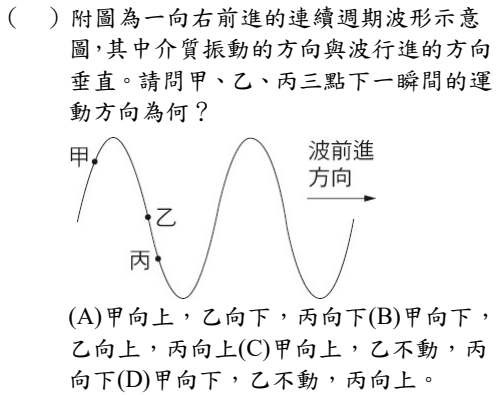 （　）附圖為一向右前進的連續週期波形示意
圖，其中介質振動的方向與波行進的方向
垂直。請問甲、乙、丙三點下一瞬間的運
動方向為何？
甲
波前進
方向
乙
丙
(A)甲向上，乙向下，丙向下(B)甲向下，
乙向上，丙向上(C)甲向上，乙不動，丙
向下(D)甲向下，乙不動，丙向上。